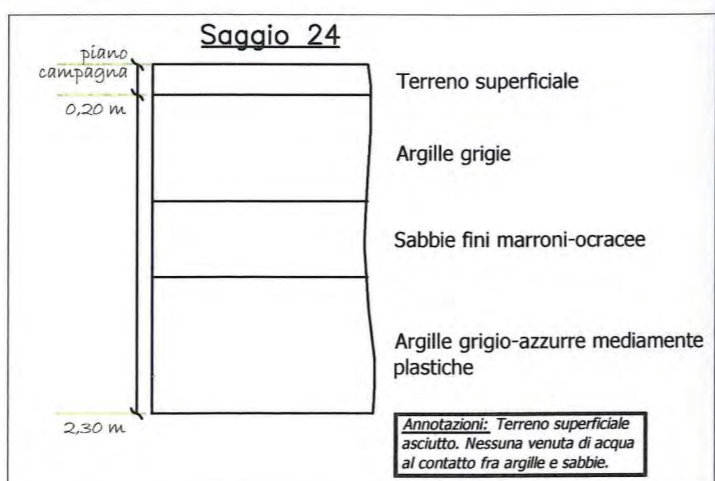 Saggio 24
piano
campagna
0,20 m
Terreno superficiale
Argille grigie
Sabbie fini marroni-ocracee
Argille grigio-azzurre mediamente
plastiche
2,30 m
Annotazioni: Terreno superficiale
asciutto. Nessuna venuta di acqua
al contatto fra argille e sabbie.